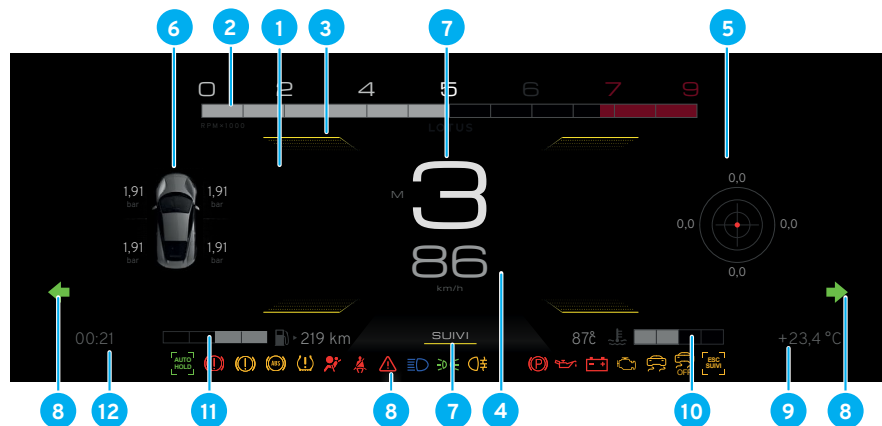 6 2 1 3 7 5
0 2 4 5 6 7 9
RPM×1000 LOTUS
1,91 bar 1,91 bar
M 3
0,0
0,0 0,0
1,91 bar 1,91 bar
86
km/h
0,0
00:21 219 km SUIVI 87°c +23,4 °C
AUTO HOLD ABS P OFF ESC SUIVI
8 12 11 8 7 4 10 9 8